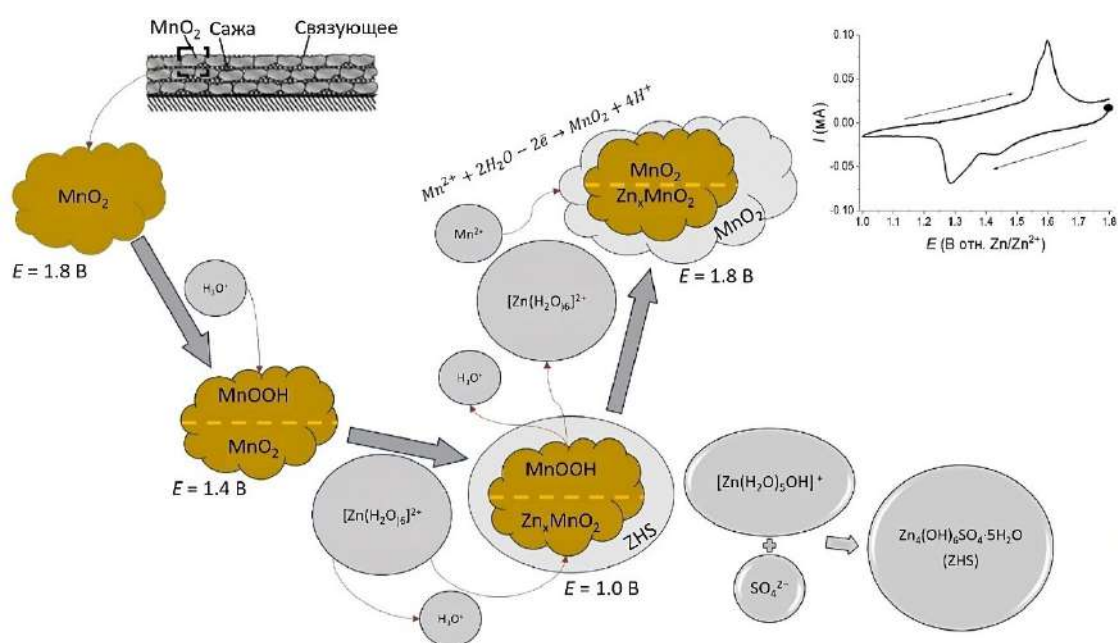 MnO₂ Сажа Связующее
MnO₂
E = 1.8 В
H₃O⁺
MnOOH
MnO₂
E = 1.4 В
[Zn(H₂O)₆]²⁺
H₃O⁺
MnOOH
ZnₓMnO₂
ZHS
E = 1.0 В
H₃O⁺
[Zn(H₂O)₆]²⁺
Mn²⁺
Mn²⁺ + 2H₂O − 2ē → MnO₂ + 4H⁺
MnO₂
ZnₓMnO₂
MnO₂
E = 1.8 В
[Zn(H₂O)₅OH]⁺
+
SO₄²⁻
Zn₄(OH)₆SO₄·5H₂O
(ZHS)
I (мА)
0.10
0.05
0.00
-0.05
-0.10
1.0 1.1 1.2 1.3 1.4 1.5 1.6 1.7 1.8
E (В отн. Zn/Zn²⁺)